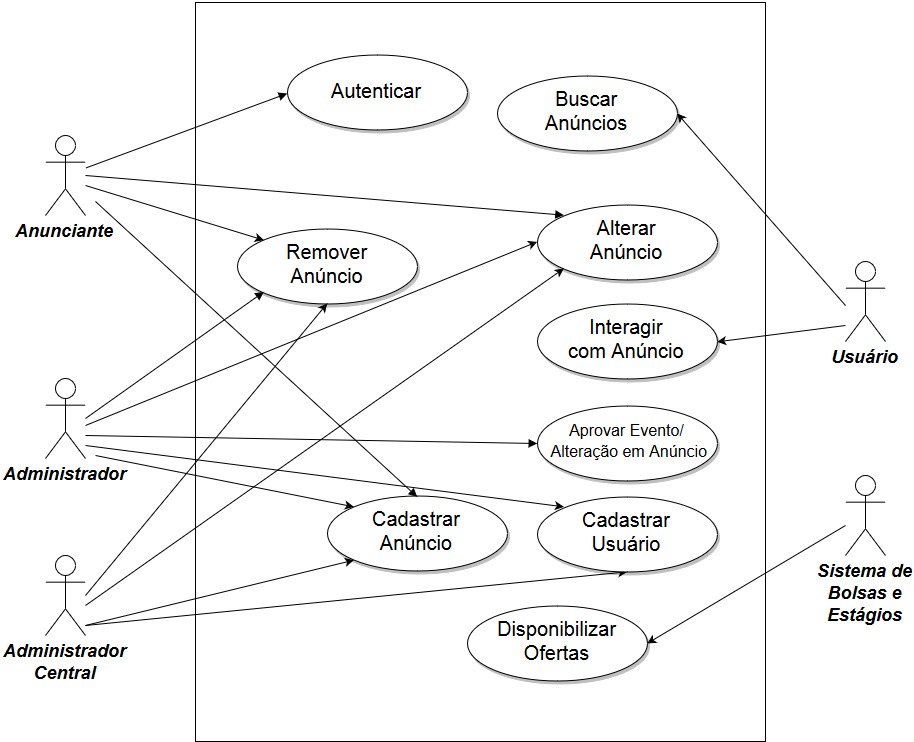 Autenticar
Buscar
Anúncios
Anunciante
Alterar
Anúncio
Remover
Anúncio
Interagir
com Anúncio
Usuário
Aprovar Evento/
Alteração em Anúncio
Administrador
Cadastrar
Anúncio
Cadastrar
Usuário
Sistema de
Bolsas e
Estágios
Disponibilizar
Ofertas
Administrador
Central